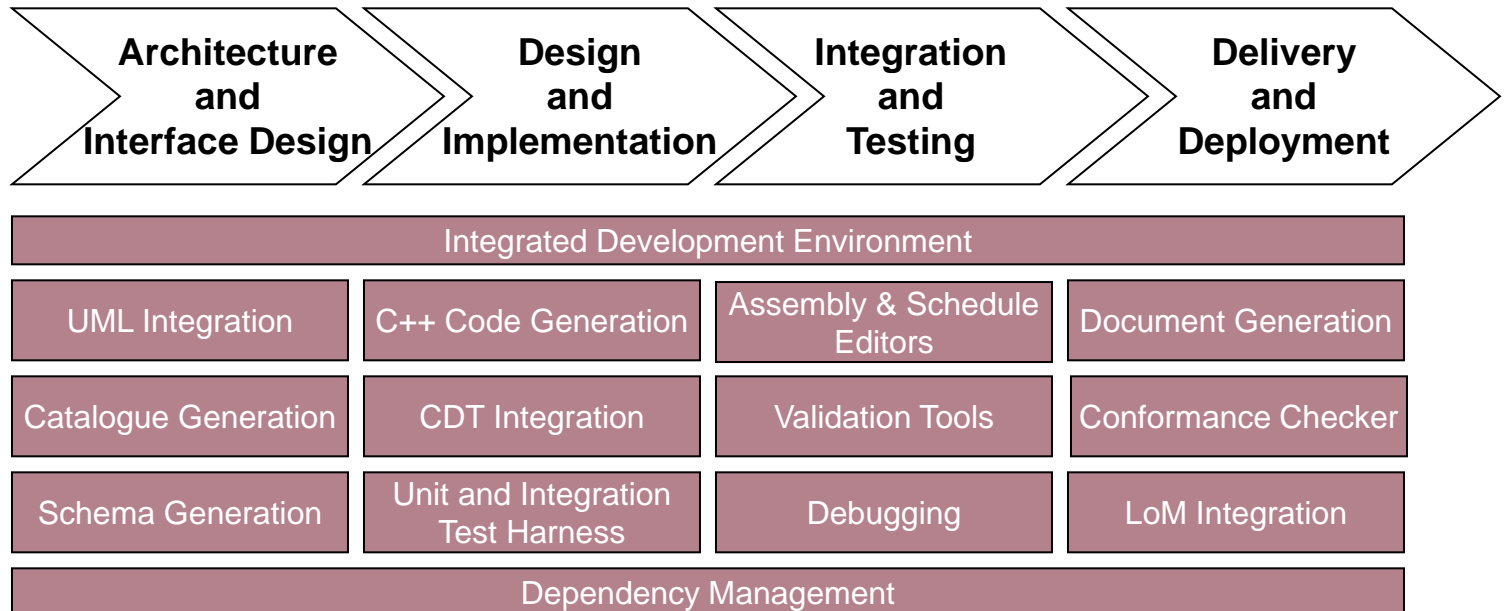 Architecture
and
Interface Design
Design
and
Implementation
Integration
and
Testing
Delivery
and
Deployment
Integrated Development Environment
UML Integration
C++ Code Generation
Assembly & Schedule
Editors
Document Generation
Catalogue Generation
CDT Integration
Validation Tools
Conformance Checker
Schema Generation
Unit and Integration
Test Harness
Debugging
LoM Integration
Dependency Management